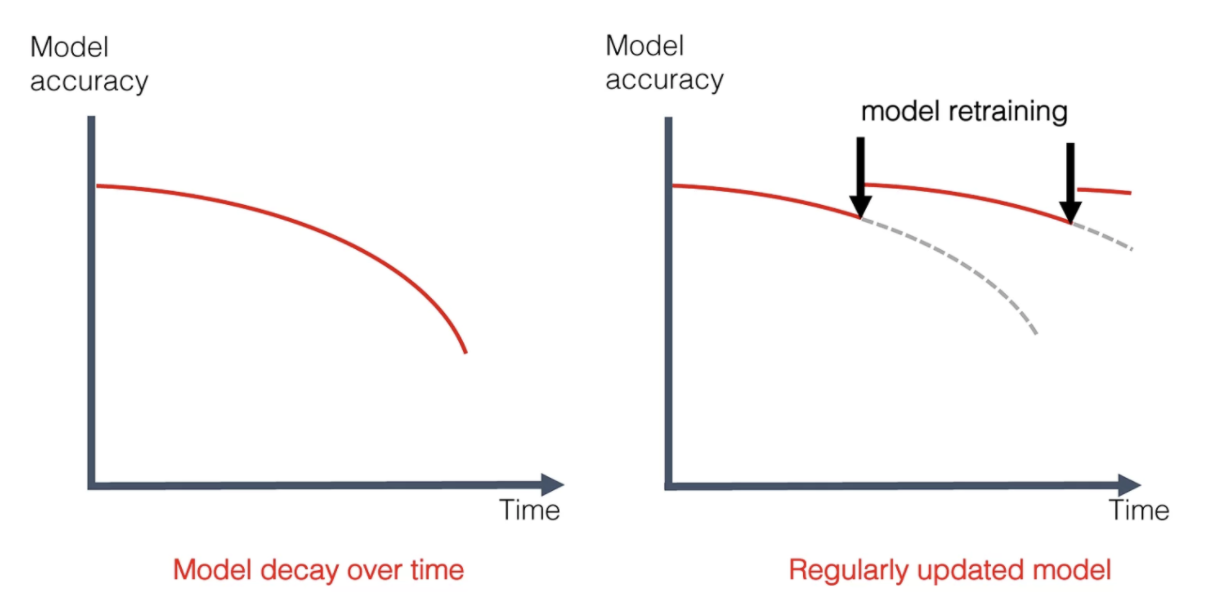 Model
accuracy
Time
Model decay over time
Model
accuracy
model retraining
Time
Regularly updated model